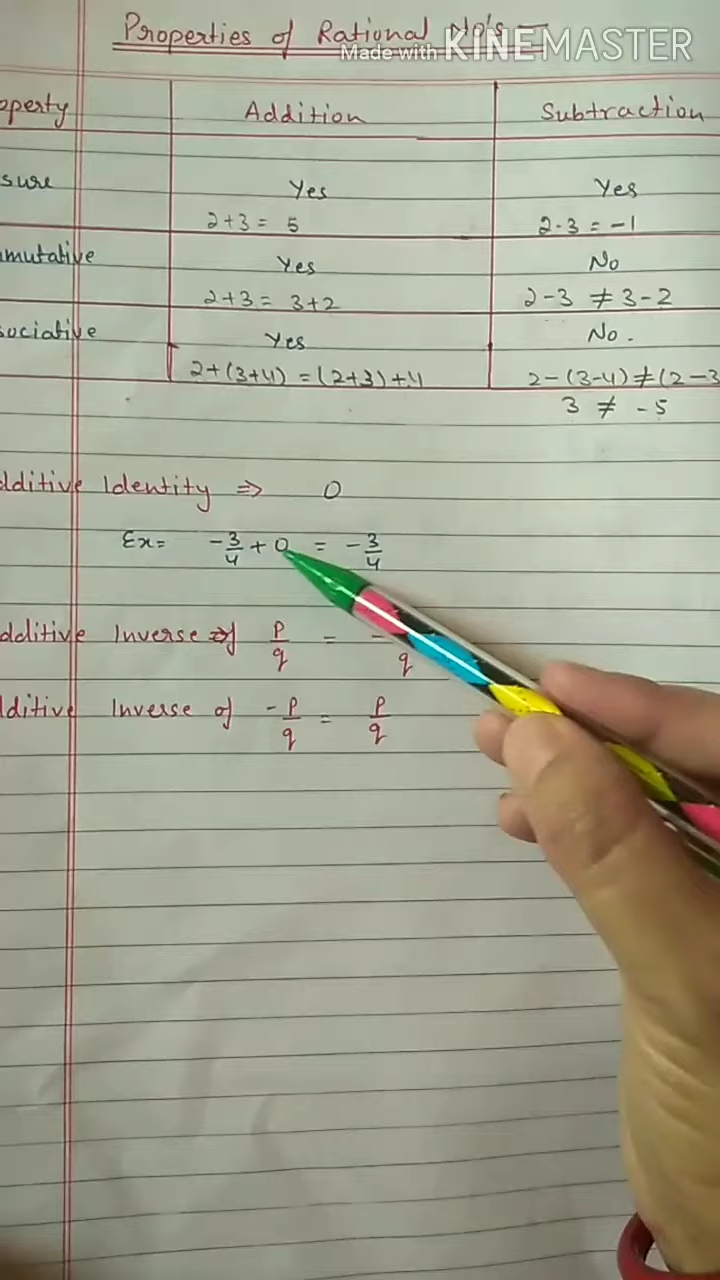 Properties of Rational No's -
Made with KINEMASTER
operty Addition Subtraction
sure Yes Yes
2+3 = 5 2-3 = -1
mmutative Yes No
2+3 = 3+2 2-3 ≠ 3-2
sociative Yes No.
2+(3+4) = (2+3)+4 2-(3-4) ≠ (2-3
3 ≠ -5
dditive Identity ⇒ 0
Ex= -3/4 + 0 = -3/4
dditive Inverse of p/q = - q
dditive Inverse of -p/q = p/q